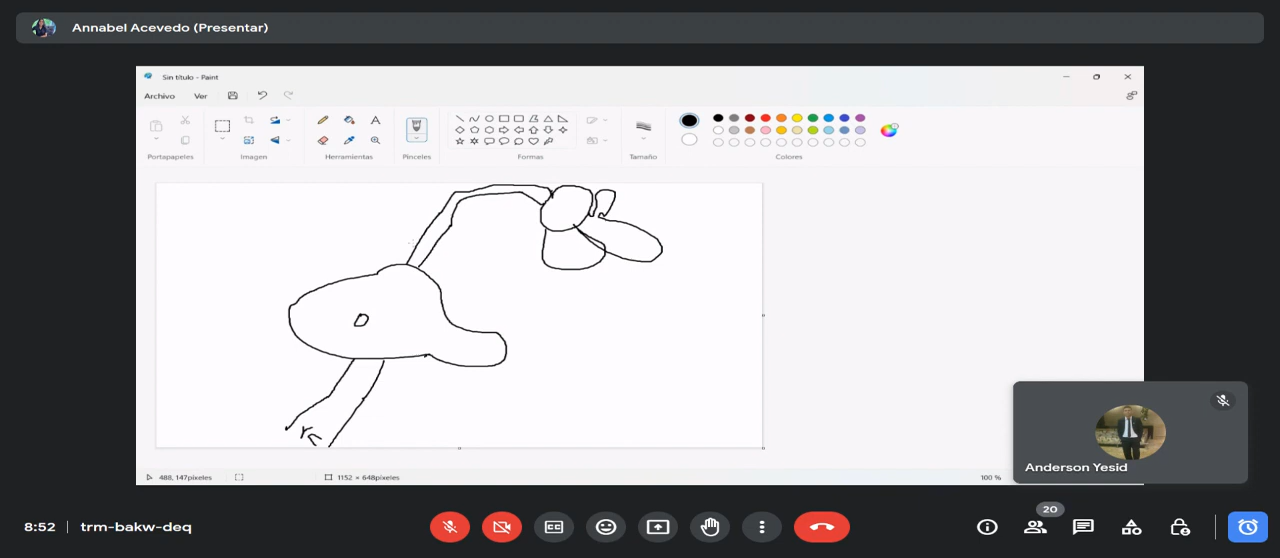 Annabel Acevedo (Presentar)
Sin título - Paint
Archivo Ver
Portapapeles Imagen Herramientas Pinceles Formas Tamaño Colores
488, 147píxeles 1152 × 648píxeles 100 %
Anderson Yesid
20
8:52 trm-bakw-deq